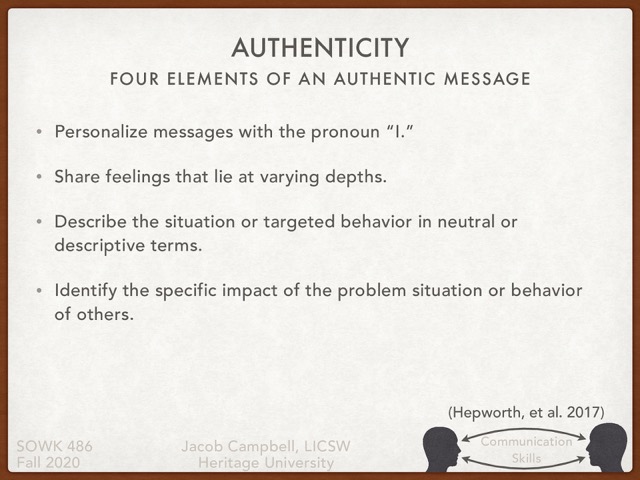 AUTHENTICITY
FOUR ELEMENTS OF AN AUTHENTIC MESSAGE
• Personalize messages with the pronoun “I.”
• Share feelings that lie at varying depths.
• Describe the situation or targeted behavior in neutral or
descriptive terms.
• Identify the specific impact of the problem situation or behavior
of others.
(Hepworth, et al. 2017)
SOWK 486
Fall 2020
Jacob Campbell, LICSW
Heritage University
Communication
Skills